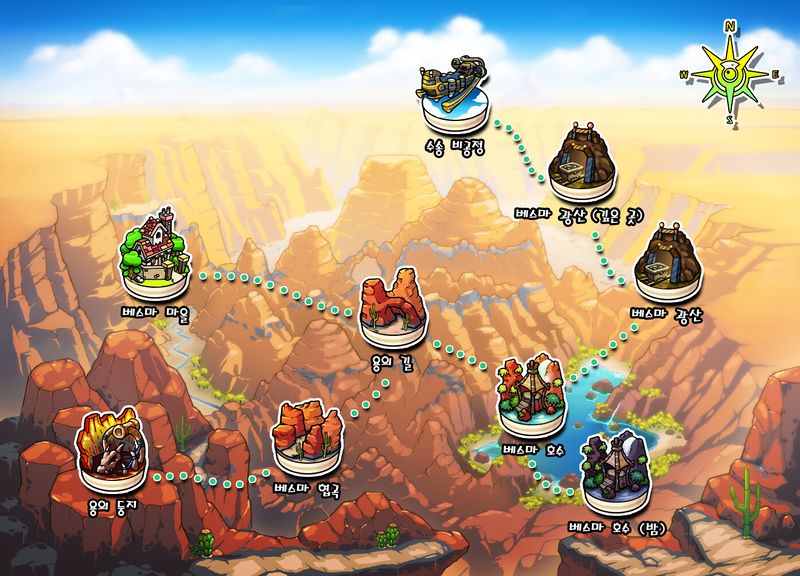 N
W
E
S
수송 비공정
베스마 광산 (깊은 곳)
베스마 마을
베스마 광산
용의 길
베스마 호수
베스마 협곡
용의 둥지
베스마 호수 (밤)